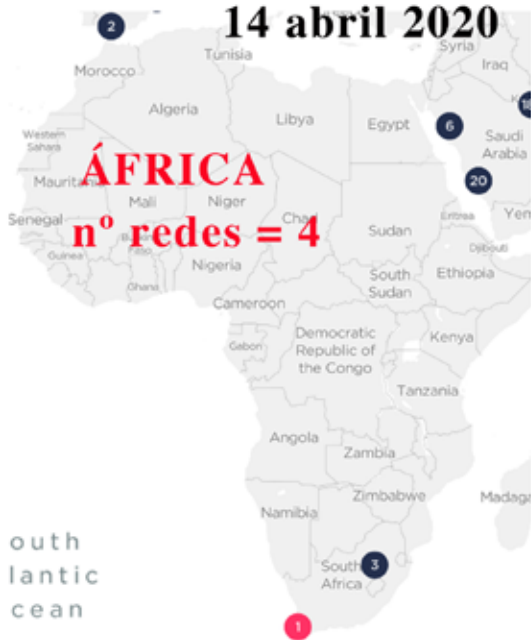 14 abril 2020
2
Tunisia
Syria
Iraq
Morocco
Algeria
Libya
Egypt
6
Saudi
Arabia
Western
Sahara
ÁFRICA
20
Mauritania
Mali
Niger
Chad
Sudan
Eritrea
Yem
Senegal
nº redes = 4
Guinea
Ghana
Nigeria
Djibouti
South
Sudan
Ethiopia
Cameroon
Gabon
Democratic
Republic of
the Congo
Kenya
Tanzania
Angola
Zambia
Zimbabwe
Madaga
Namibia
outh
lantic
cean
South
Africa
3
1